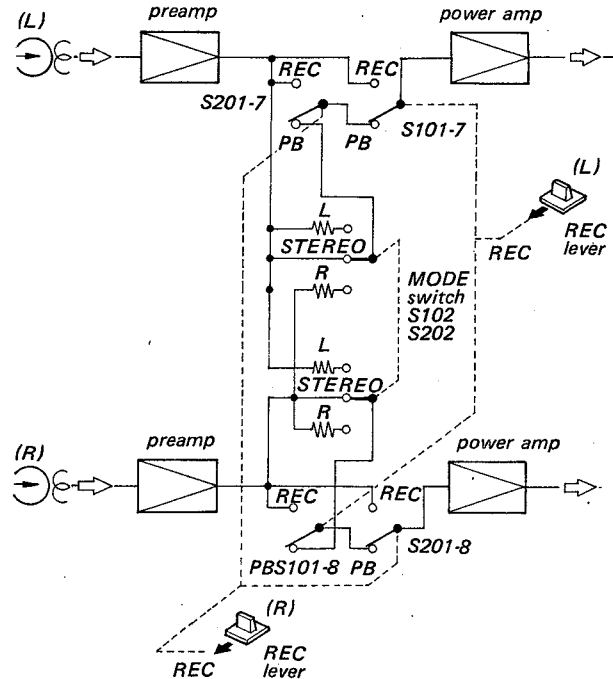 (L)
preamp
power amp
REC
REC
S201-7
S101-7
PB
PB
(L)
REC
lever
REC
L
STEREO
R
MODE
switch
S102
S202
L
STEREO
R
(R)
preamp
power amp
REC
REC
S201-8
PBS101-8
PB
(R)
REC
lever
REC